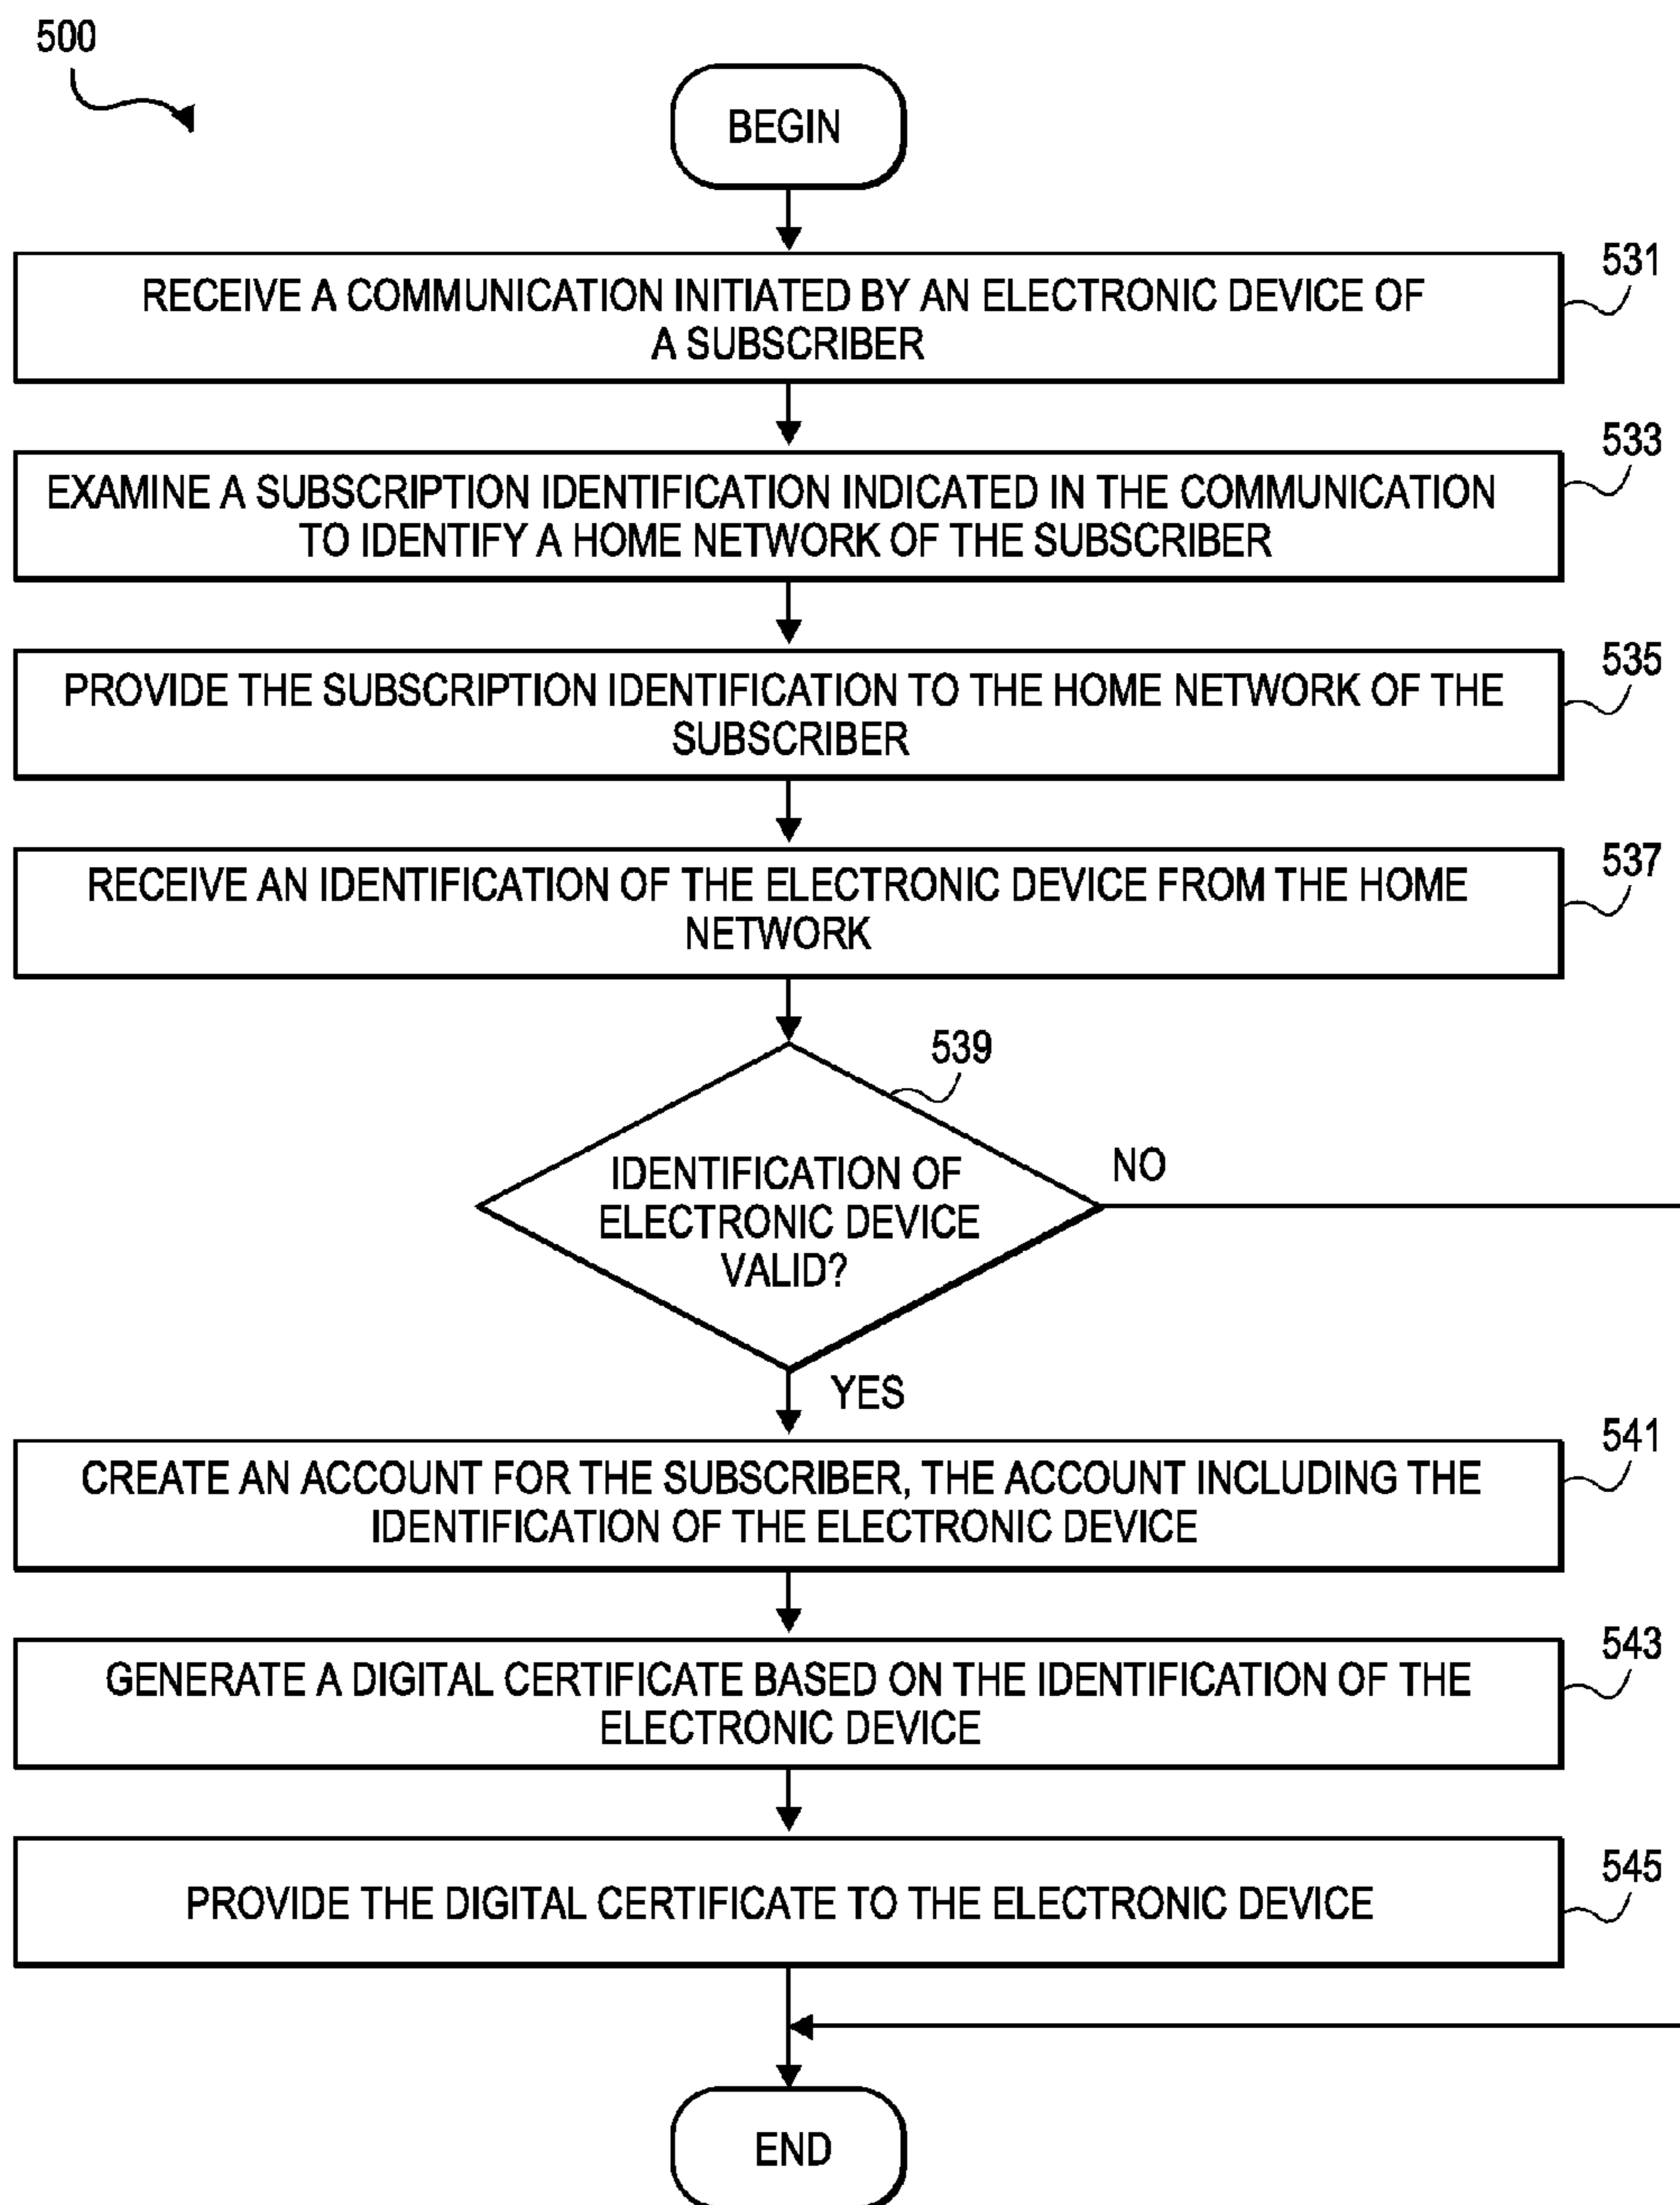 500
BEGIN
531
RECEIVE A COMMUNICATION INITIATED BY AN ELECTRONIC DEVICE OF
A SUBSCRIBER
533
EXAMINE A SUBSCRIPTION IDENTIFICATION INDICATED IN THE COMMUNICATION
TO IDENTIFY A HOME NETWORK OF THE SUBSCRIBER
535
PROVIDE THE SUBSCRIPTION IDENTIFICATION TO THE HOME NETWORK OF THE
SUBSCRIBER
537
RECEIVE AN IDENTIFICATION OF THE ELECTRONIC DEVICE FROM THE HOME
NETWORK
539
IDENTIFICATION OF
ELECTRONIC DEVICE
VALID?
NO
YES
541
CREATE AN ACCOUNT FOR THE SUBSCRIBER, THE ACCOUNT INCLUDING THE
IDENTIFICATION OF THE ELECTRONIC DEVICE
543
GENERATE A DIGITAL CERTIFICATE BASED ON THE IDENTIFICATION OF THE
ELECTRONIC DEVICE
545
PROVIDE THE DIGITAL CERTIFICATE TO THE ELECTRONIC DEVICE
END